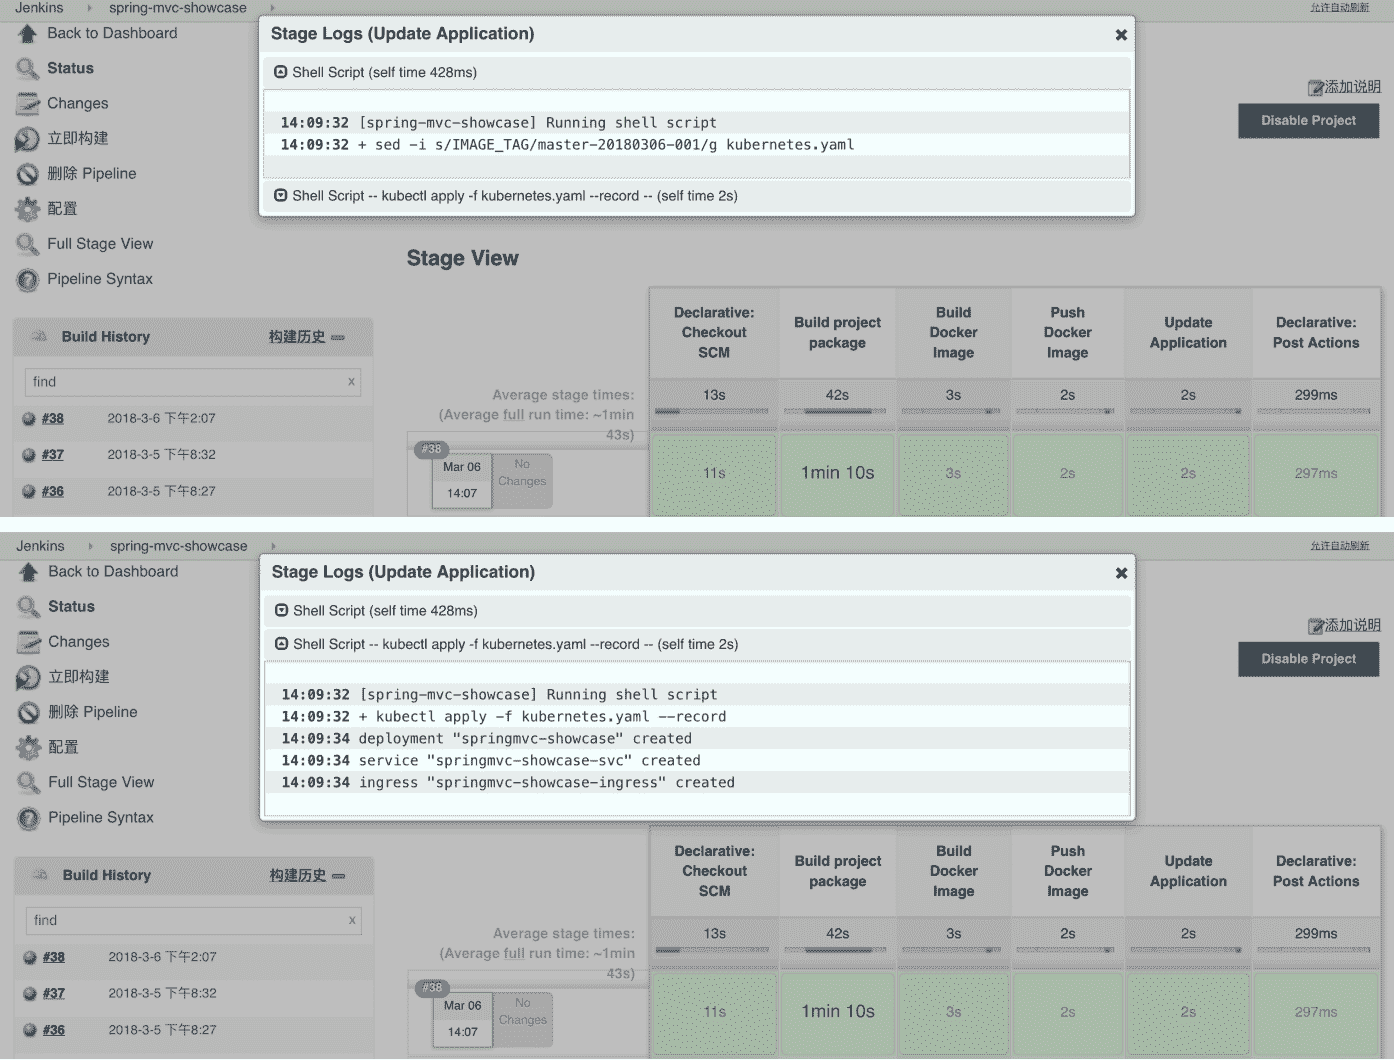 Jenkins spring-mvc-showcase 允许自动刷新
Back to Dashboard
Status
Changes
立即构建
删除 Pipeline
配置
Full Stage View
Pipeline Syntax
Stage Logs (Update Application)
Shell Script (self time 428ms)
14:09:32 [spring-mvc-showcase] Running shell script
14:09:32 + sed -i s/IMAGE_TAG/master-20180306-001/g kubernetes.yaml
Shell Script -- kubectl apply -f kubernetes.yaml --record -- (self time 2s)
添加说明
Disable Project
Build History 构建历史
find x
#38 2018-3-6 下午2:07
#37 2018-3-5 下午8:32
#36 2018-3-5 下午8:27
Stage View
Declarative:
Checkout
SCM
Build project
package
Build
Docker
Image
Push
Docker
Image
Update
Application
Declarative:
Post Actions
Average stage times:
(Average full run time: ~1min
43s)
13s 42s 3s 2s 2s 299ms
#38
Mar 06
14:07
No
Changes
11s 1min 10s 3s 2s 2s 297ms
Jenkins spring-mvc-showcase 允许自动刷新
Back to Dashboard
Status
Changes
立即构建
删除 Pipeline
配置
Full Stage View
Pipeline Syntax
Stage Logs (Update Application)
Shell Script (self time 428ms)
Shell Script -- kubectl apply -f kubernetes.yaml --record -- (self time 2s)
14:09:32 [spring-mvc-showcase] Running shell script
14:09:32 + kubectl apply -f kubernetes.yaml --record
14:09:34 deployment "springmvc-showcase" created
14:09:34 service "springmvc-showcase-svc" created
14:09:34 ingress "springmvc-showcase-ingress" created
添加说明
Disable Project
Build History 构建历史
find x
#38 2018-3-6 下午2:07
#37 2018-3-5 下午8:32
#36 2018-3-5 下午8:27
Declarative:
Checkout
SCM
Build project
package
Build
Docker
Image
Push
Docker
Image
Update
Application
Declarative:
Post Actions
Average stage times:
(Average full run time: ~1min
43s)
13s 42s 3s 2s 2s 299ms
#38
Mar 06
14:07
No
Changes
11s 1min 10s 3s 2s 2s 297ms